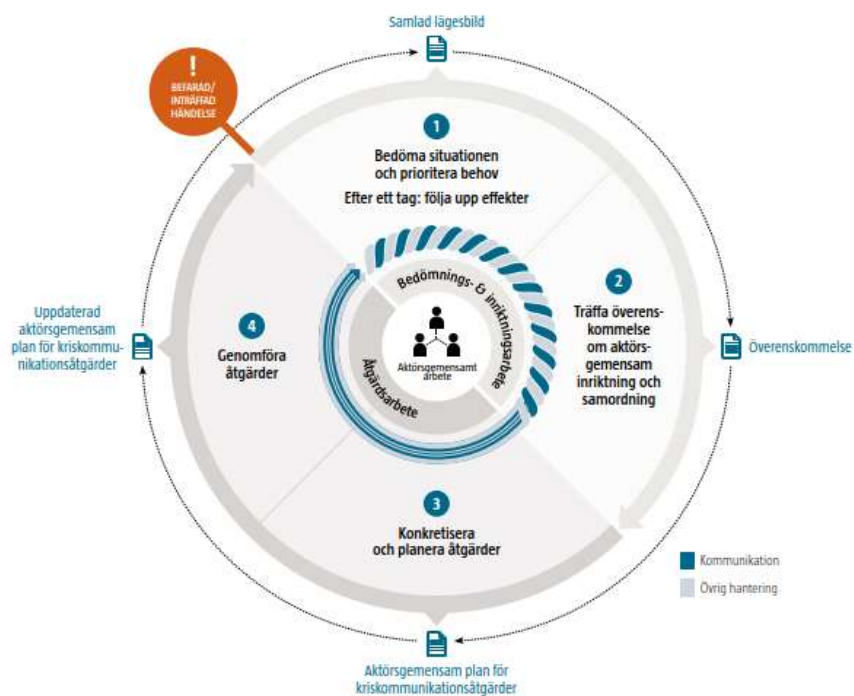 Samlad lägesbild
!
BEFARAD/
INTRÄFFAD
HÄNDELSE
1
Bedöma situationen
och prioritera behov
Efter ett tag: följa upp effekter
2
Träffa överens-
kommelse
om aktörs-
gemensam
inriktning och
samordning
Överenskommelse
Bedömnings- & inriktningsarbete
Aktörsgemensamt
arbete
Åtgärdsarbete
4
Genomföra
åtgärder
Uppdaterad
aktörsgemensam
plan för kriskommu-
nikationsåtgärder
3
Konkretisera
och planera åtgärder
Kommunikation
Övrig hantering
Aktörsgemensam plan för
kriskommunikationsåtgärder